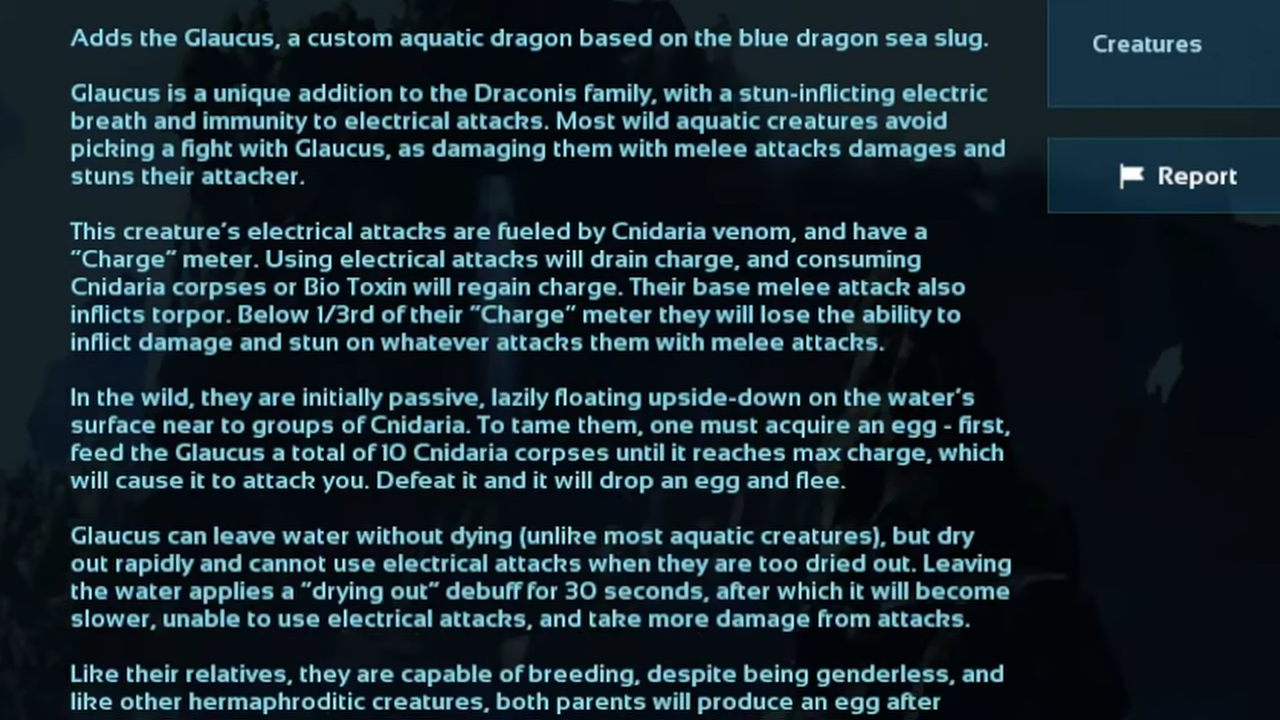 Adds the Glaucus, a custom aquatic dragon based on the blue dragon sea slug.
Glaucus is a unique addition to the Draconis family, with a stun-inflicting electric
breath and immunity to electrical attacks. Most wild aquatic creatures avoid
picking a fight with Glaucus, as damaging them with melee attacks damages and
stuns their attacker.
This creature's electrical attacks are fueled by Cnidaria venom, and have a
"Charge" meter. Using electrical attacks will drain charge, and consuming
Cnidaria corpses or Bio Toxin will regain charge. Their base melee attack also
inflicts torpor. Below 1/3rd of their "Charge" meter they will lose the ability to
inflict damage and stun on whatever attacks them with melee attacks.
In the wild, they are initially passive, lazily floating upside-down on the water's
surface near to groups of Cnidaria. To tame them, one must acquire an egg - first,
feed the Glaucus a total of 10 Cnidaria corpses until it reaches max charge, which
will cause it to attack you. Defeat it and it will drop an egg and flee.
Glaucus can leave water without dying (unlike most aquatic creatures), but dry
out rapidly and cannot use electrical attacks when they are too dried out. Leaving
the water applies a "drying out" debuff for 30 seconds, after which it will become
slower, unable to use electrical attacks, and take more damage from attacks.
Like their relatives, they are capable of breeding, despite being genderless, and
like other hermaphroditic creatures, both parents will produce an egg after
Creatures
Report